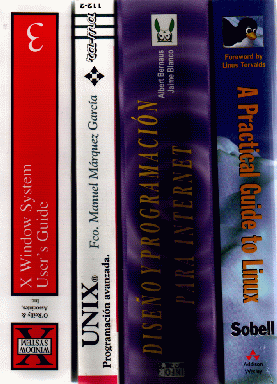 3
X Window System
User's Guide
O'Reilly &
Associates
Inc.
X
WINDOW
SYSTEM
112-2
ra-ma
Fco. Manuel Márquez García
UNIX®
Programación avanzada.
Albert Bernaus
Jaime Blanco
DISEÑO Y PROGRAMACIÓN
PARA INTERNET
Foreword by
Linus Torvalds
A Practical Guide to Linux
Sobell
Addison
Wesley